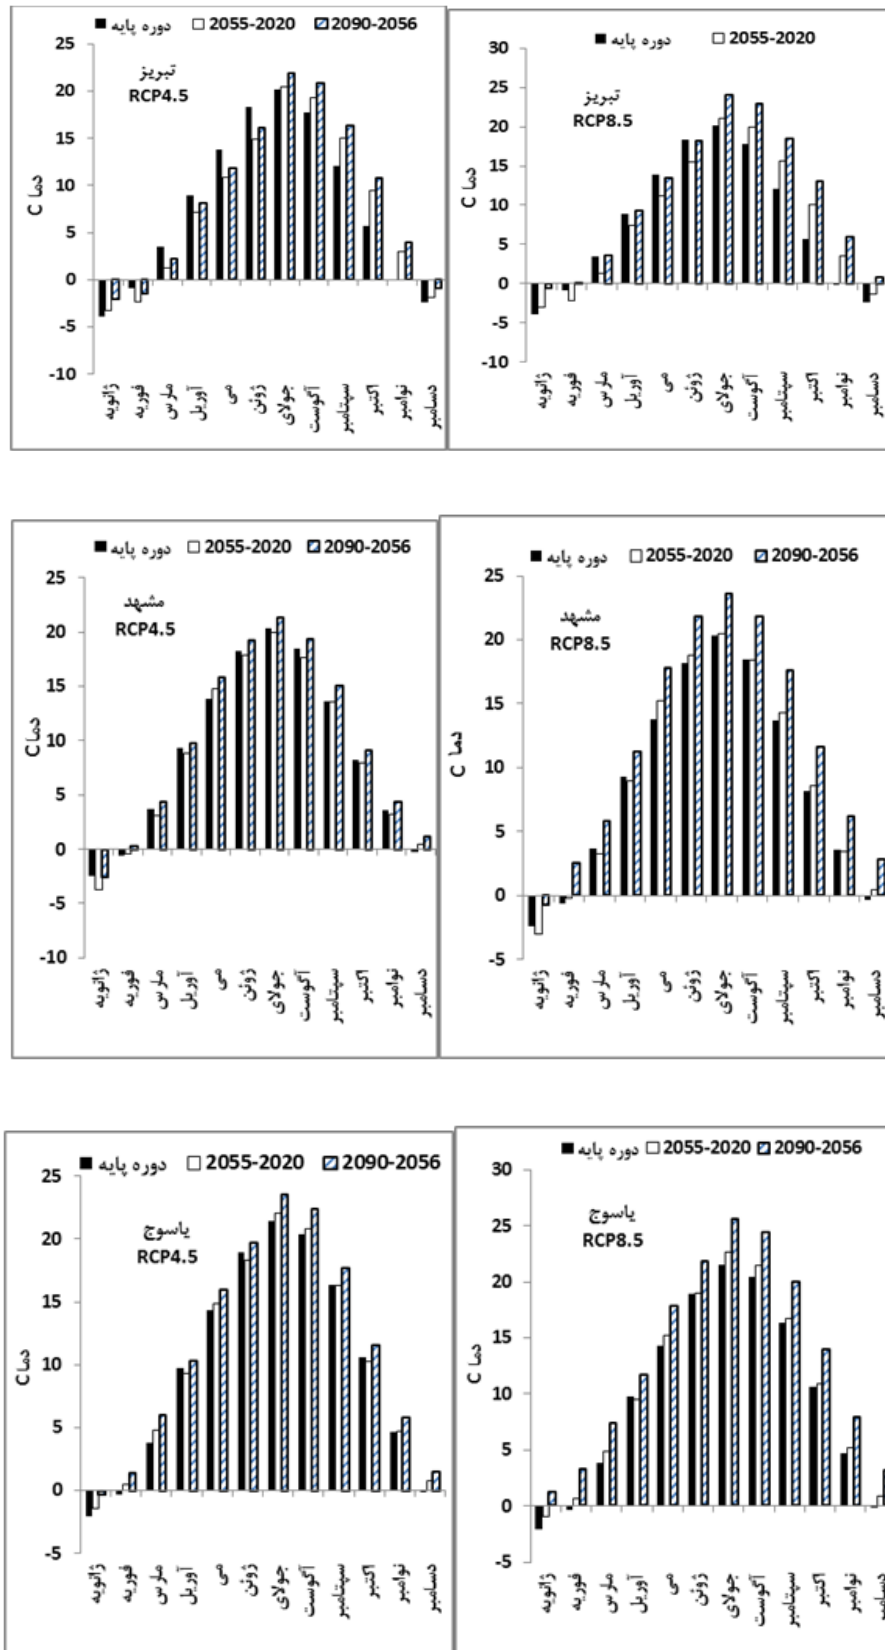 دوره پایه 2055-2020 2090-2056
تبریز
RCP4.5
دما C
25
20
15
10
5
0
-5
-10
ژانویه فوریه مارس آوریل می ژوئن جولای آگوست سپتامبر اکتبر نوامبر دسامبر
دوره پایه 2055-2020
تبریز
RCP8.5
دما C
30
25
20
15
10
5
0
-5
-10
ژانویه فوریه مارس آوریل می ژوئن جولای آگوست سپتامبر اکتبر نوامبر دسامبر
دوره پایه 2055-2020 2090-2056
مشهد
RCP4.5
دما C
25
20
15
10
5
0
-5
-10
ژانویه فوریه مارس آوریل می ژوئن جولای آگوست سپتامبر اکتبر نوامبر دسامبر
دوره پایه 2055-2020 2090-2056
مشهد
RCP8.5
دما C
25
20
15
10
5
0
-5
ژانویه فوریه مارس آوریل می ژوئن جولای آگوست سپتامبر اکتبر نوامبر دسامبر
دوره پایه 2055-2020 2090-2056
یاسوج
RCP4.5
دما C
25
20
15
10
5
0
-5
ژانویه فوریه مارس آوریل می ژوئن جولای آگوست سپتامبر اکتبر نوامبر دسامبر
دوره پایه 2055-2020 2090-2056
یاسوج
RCP8.5
دما C
30
25
20
15
10
5
0
-5
ژانویه فوریه مارس آوریل می ژوئن جولای آگوست سپتامبر اکتبر نوامبر دسامبر